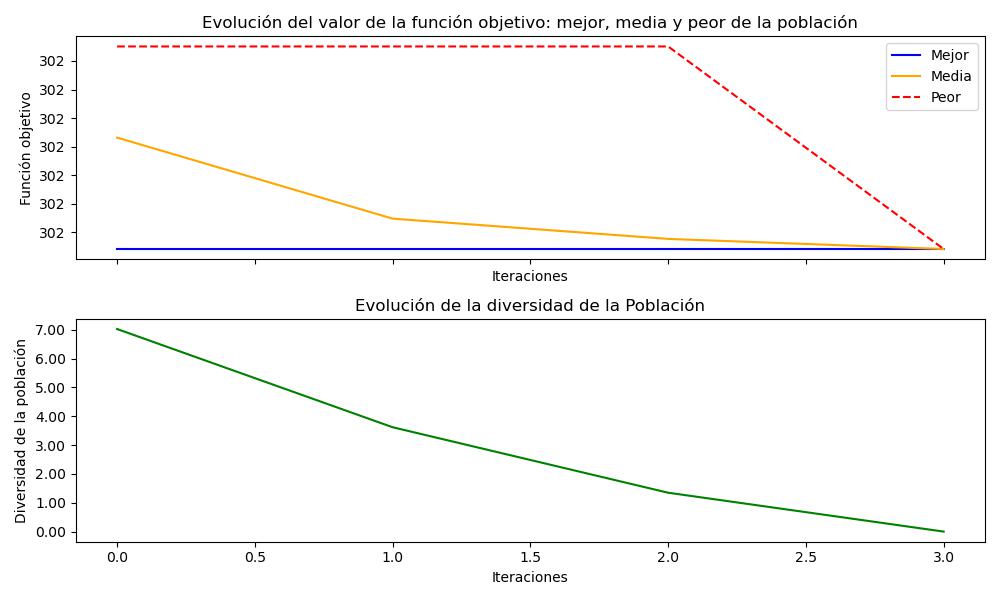 Evolución del valor de la función objetivo: mejor, media y peor de la población
Función objetivo
302
302
302
302
302
302
302
Mejor
Media
Peor
Iteraciones
Evolución de la diversidad de la Población
Diversidad de la población
7.00
6.00
5.00
4.00
3.00
2.00
1.00
0.00
0.0 0.5 1.0 1.5 2.0 2.5 3.0
Iteraciones